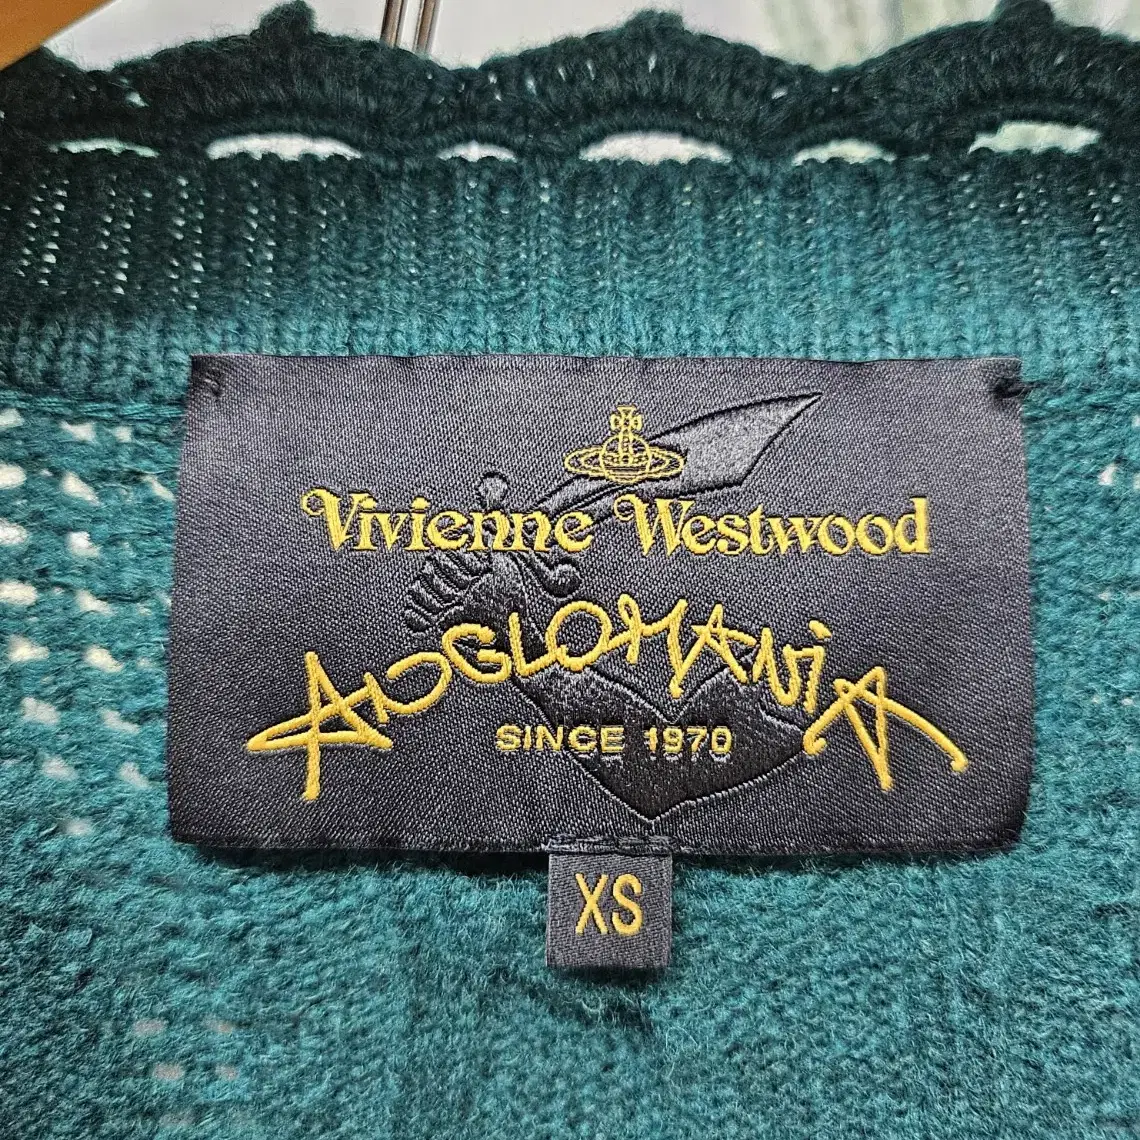 Vivienne Westwood
ANGLOMANiA
SINCE 1970
XS